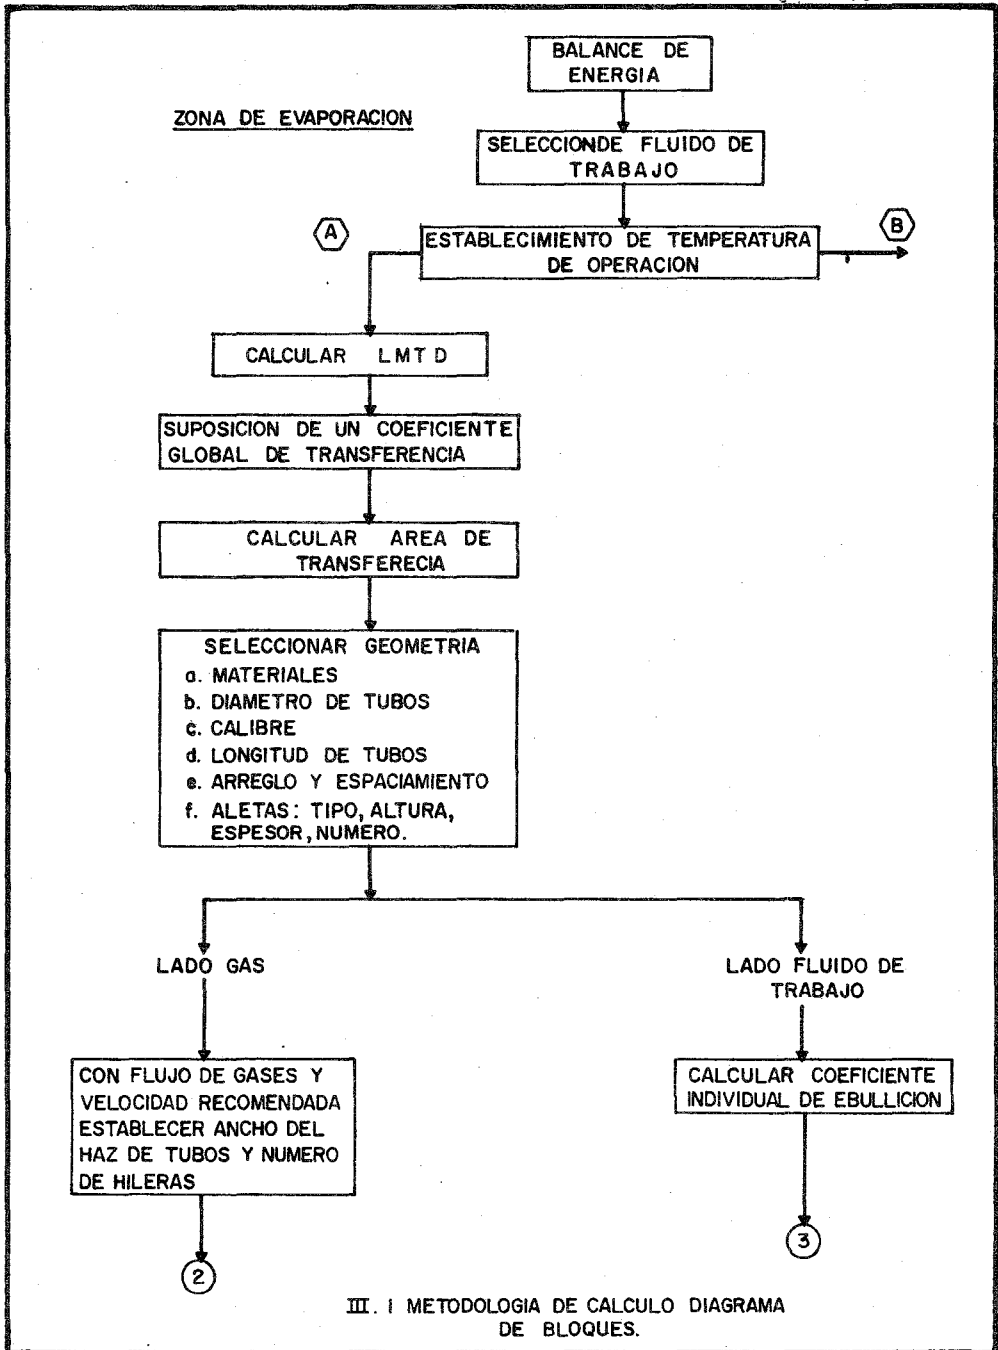 BALANCE DE
ENERGIA
ZONA DE EVAPORACION
SELECCIONDE FLUIDO DE
TRABAJO
A
B
ESTABLECIMIENTO DE TEMPERATURA
DE OPERACION
CALCULAR LMTD
SUPOSICION DE UN COEFICIENTE
GLOBAL DE TRANSFERENCIA
CALCULAR AREA DE
TRANSFERECIA
SELECCIONAR GEOMETRIA
a. MATERIALES
b. DIAMETRO DE TUBOS
c. CALIBRE
d. LONGITUD DE TUBOS
e. ARREGLO Y ESPACIAMIENTO
f. ALETAS: TIPO, ALTURA,
ESPESOR, NUMERO.
LADO GAS
LADO FLUIDO DE
TRABAJO
CON FLUJO DE GASES Y
VELOCIDAD RECOMENDADA
ESTABLECER ANCHO DEL
HAZ DE TUBOS Y NUMERO
DE HILERAS
CALCULAR COEFICIENTE
INDIVIDUAL DE EBULLICION
2
3
III. I METODOLOGIA DE CALCULO DIAGRAMA
DE BLOQUES.